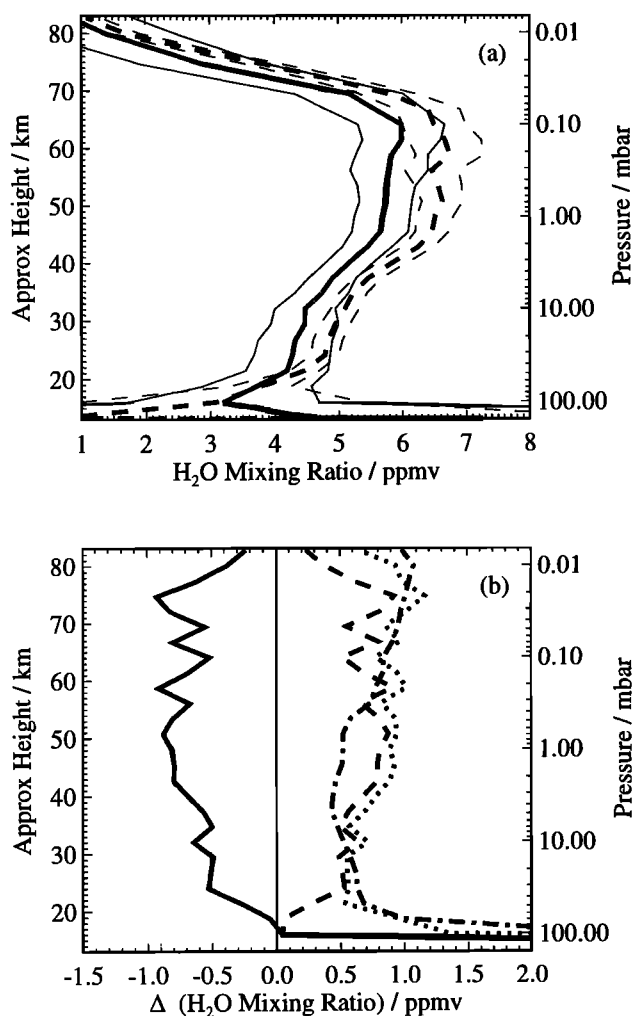 (a)
Approx Height / km
80
70
60
50
40
30
20
0.01
0.10
1.00
10.00
100.00
Pressure / mbar
1 2 3 4 5 6 7 8
H₂O Mixing Ratio / ppmv
(b)
Approx Height / km
80
70
60
50
40
30
20
0.01
0.10
1.00
10.00
100.00
Pressure / mbar
-1.5 -1.0 -0.5 0.0 0.5 1.0 1.5 2.0
Δ (H₂O Mixing Ratio) / ppmv